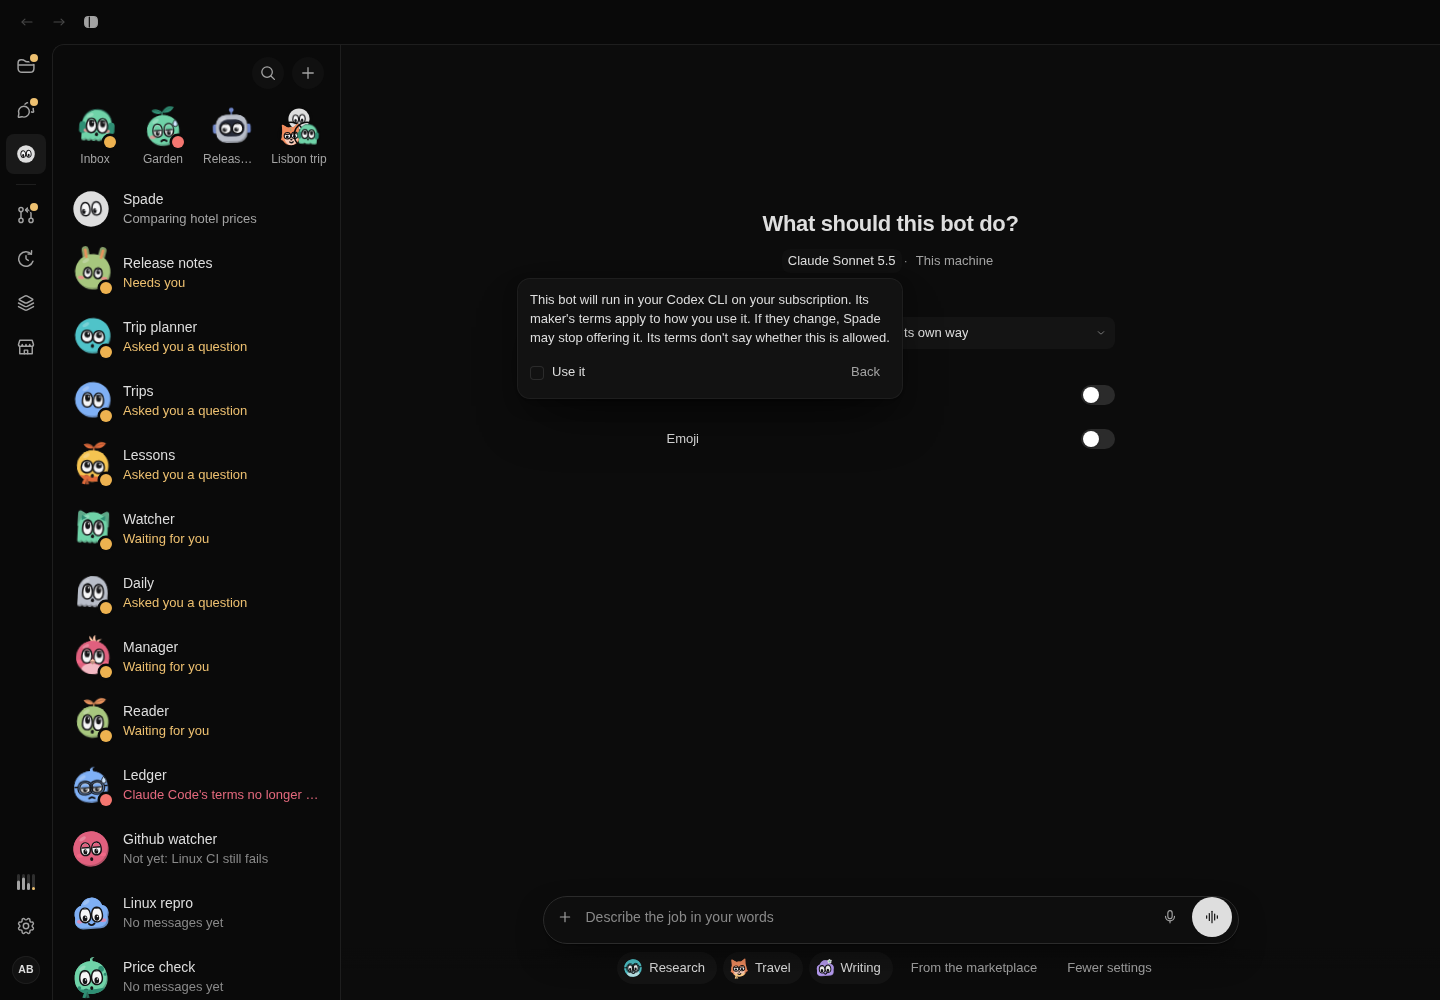 Inbox
Garden
Releas…
Lisbon trip
Spade
Comparing hotel prices
Release notes
Needs you
Trip planner
Asked you a question
Trips
Asked you a question
Lessons
Asked you a question
Watcher
Waiting for you
Daily
Asked you a question
Manager
Waiting for you
Reader
Waiting for you
Ledger
Claude Code's terms no longer …
Github watcher
Not yet: Linux CI still fails
Linux repro
No messages yet
Price check
No messages yet
AB
What should this bot do?
Claude Sonnet 5.5 · This machine
This bot will run in your Codex CLI on your subscription. Its
maker's terms apply to how you use it. If they change, Spade
may stop offering it. Its terms don't say whether this is allowed.
Use it
Back
ts own way
Emoji
Describe the job in your words
Research
Travel
Writing
From the marketplace
Fewer settings